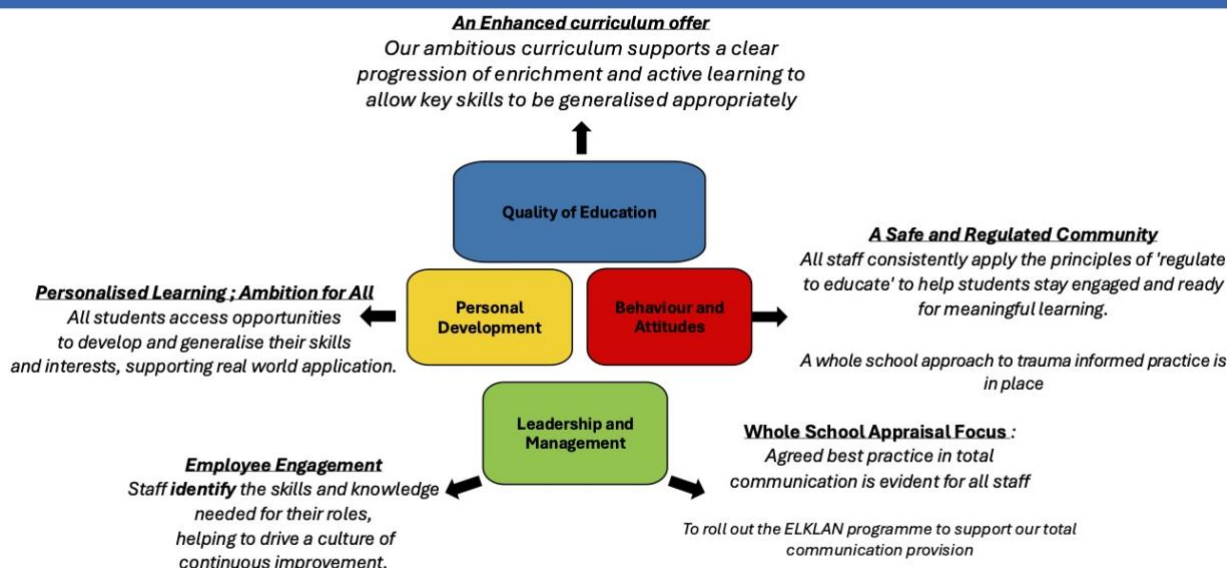 An Enhanced curriculum offer
Our ambitious curriculum supports a clear
progression of enrichment and active learning to
allow key skills to be generalised appropriately
Quality of Education
A Safe and Regulated Community
All staff consistently apply the principles of 'regulate
to educate' to help students stay engaged and ready
for meaningful learning.
A whole school approach to trauma informed practice is
in place
Personalised Learning ; Ambition for All
All students access opportunities
to develop and generalise their skills
and interests, supporting real world application.
Personal
Development
Behaviour and
Attitudes
Leadership and
Management
Employee Engagement
Staff identify the skills and knowledge
needed for their roles,
helping to drive a culture of
continuous improvement.
Whole School Appraisal Focus :
Agreed best practice in total
communication is evident for all staff
To roll out the ELKLAN programme to support our total
communication provision